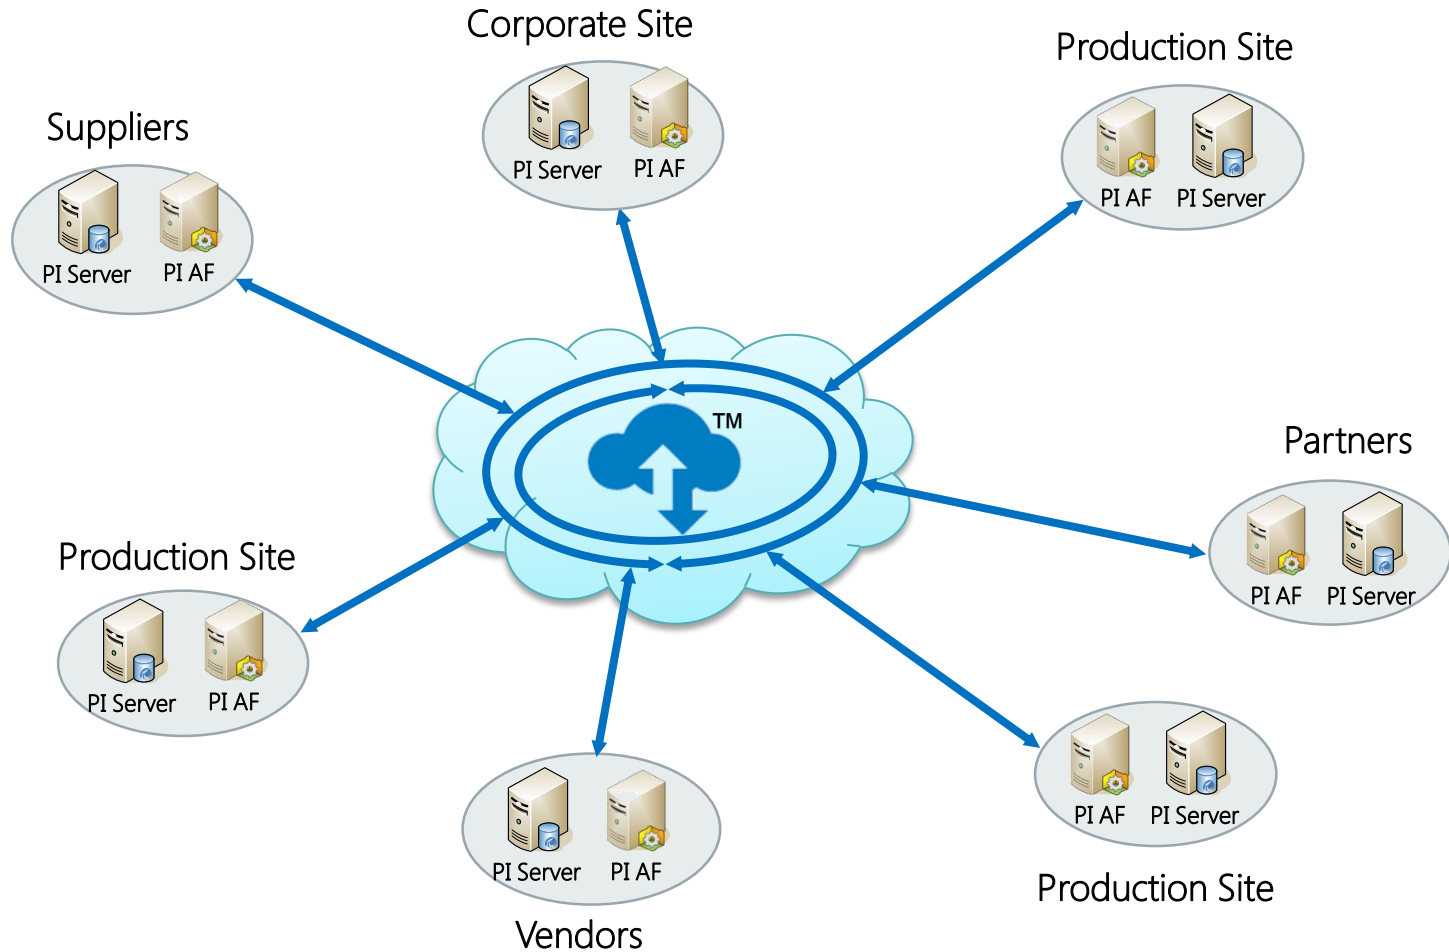 Corporate Site
PI Server
PI AF
Production Site
PI AF
PI Server
Suppliers
PI Server
PI AF
TM
Partners
PI AF
PI Server
Production Site
PI Server
PI AF
PI AF
PI Server
Production Site
PI Server
PI AF
Vendors